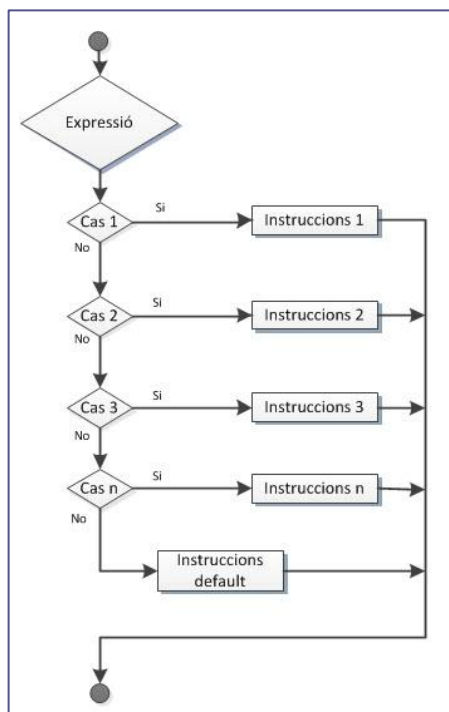 Expressió
Cas 1
Si
Instruccions 1
No
Cas 2
Si
Instruccions 2
No
Cas 3
Si
Instruccions 3
No
Cas n
Si
Instruccions n
No
Instruccions
default